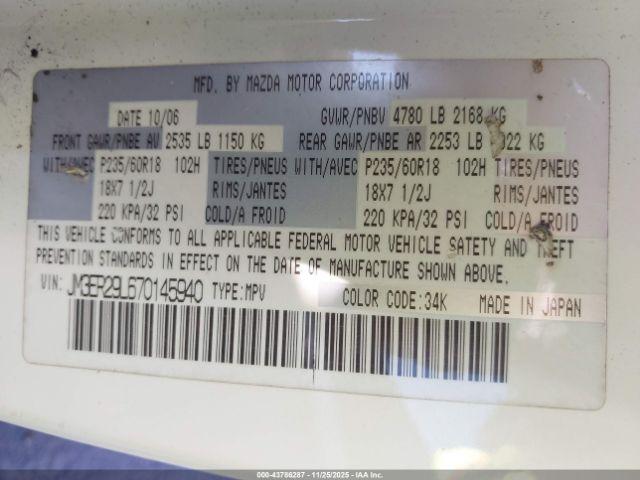 MFD. BY MAZDA MOTOR CORPORATION
DATE 10/06 GVWR/PNBV 4780 LB 2168 KG
FRONT GAWR/PNBE AV 2535 LB 1150 KG REAR GAWR/PNBE AR 2253 LB 022 KG
WITH/AVEC P235/60R18 102H TIRES/PNEUS WITH/AVEC P235/60R18 102H TIRES/PNEUS
18X7 1/2J RIMS/JANTES 18X7 1/2J RIMS/JANTES
220 KPA/32 PSI COLD/A FROID 220 KPA/32 PSI COLD/A FROID
THIS VEHICLE CONFORMS TO ALL APPLICABLE FEDERAL MOTOR VEHICLE SAFETY AND THEFT
PREVENTION STANDARDS IN EFFECT ON THE DATE OF MANUFACTURE SHOWN ABOVE.
VIN: JM3ER29L670145940 TYPE:MPV COLOR CODE:34K MADE IN JAPAN
000-43786287 - 11/25/2025 - IAA Inc.